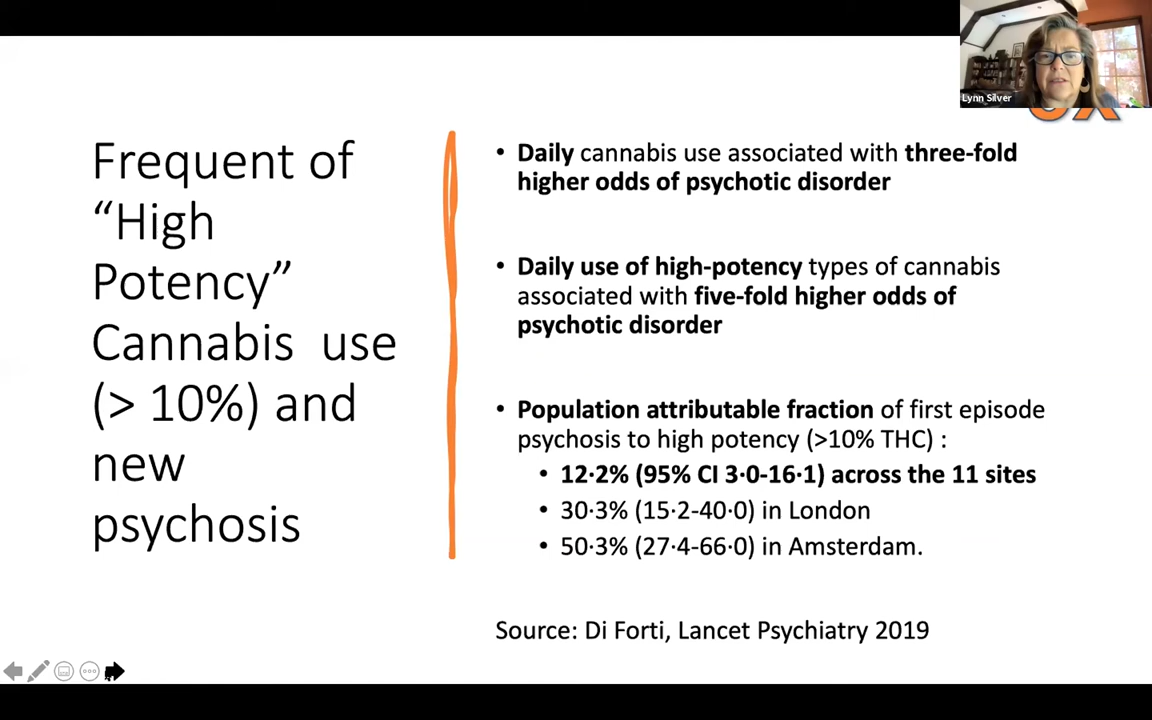 Lynn Silver
Frequent of
“High
Potency”
Cannabis use
(> 10%) and
new
psychosis
• Daily cannabis use associated with three-fold
higher odds of psychotic disorder
• Daily use of high-potency types of cannabis
associated with five-fold higher odds of
psychotic disorder
• Population attributable fraction of first episode
psychosis to high potency (>10% THC) :
• 12·2% (95% CI 3·0-16·1) across the 11 sites
• 30·3% (15·2-40·0) in London
• 50·3% (27·4-66·0) in Amsterdam.
Source: Di Forti, Lancet Psychiatry 2019